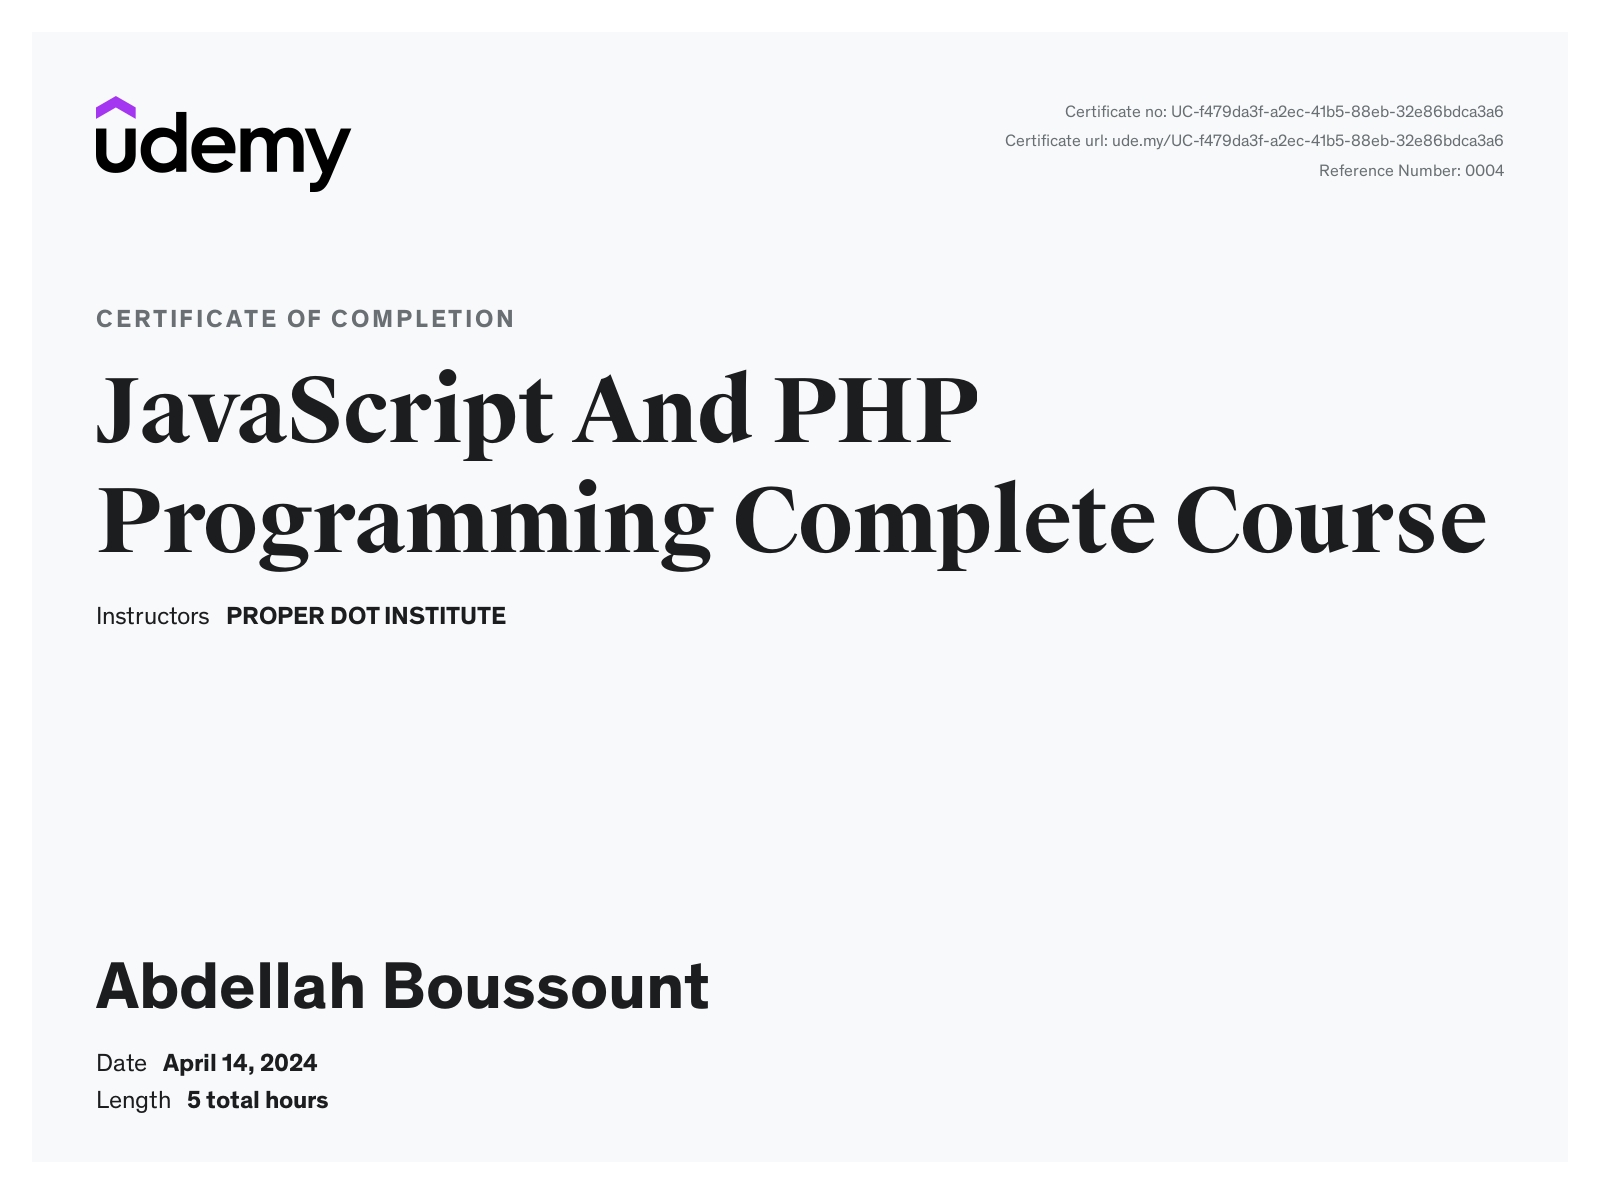 udemy
Certificate no: UC-f479da3f-a2ec-41b5-88eb-32e86bdca3a6
Certificate url: ude.my/UC-f479da3f-a2ec-41b5-88eb-32e86bdca3a6
Reference Number: 0004
CERTIFICATE OF COMPLETION
JavaScript And PHP
Programming Complete Course
Instructors PROPER DOT INSTITUTE
Abdellah Boussount
Date April 14, 2024
Length 5 total hours